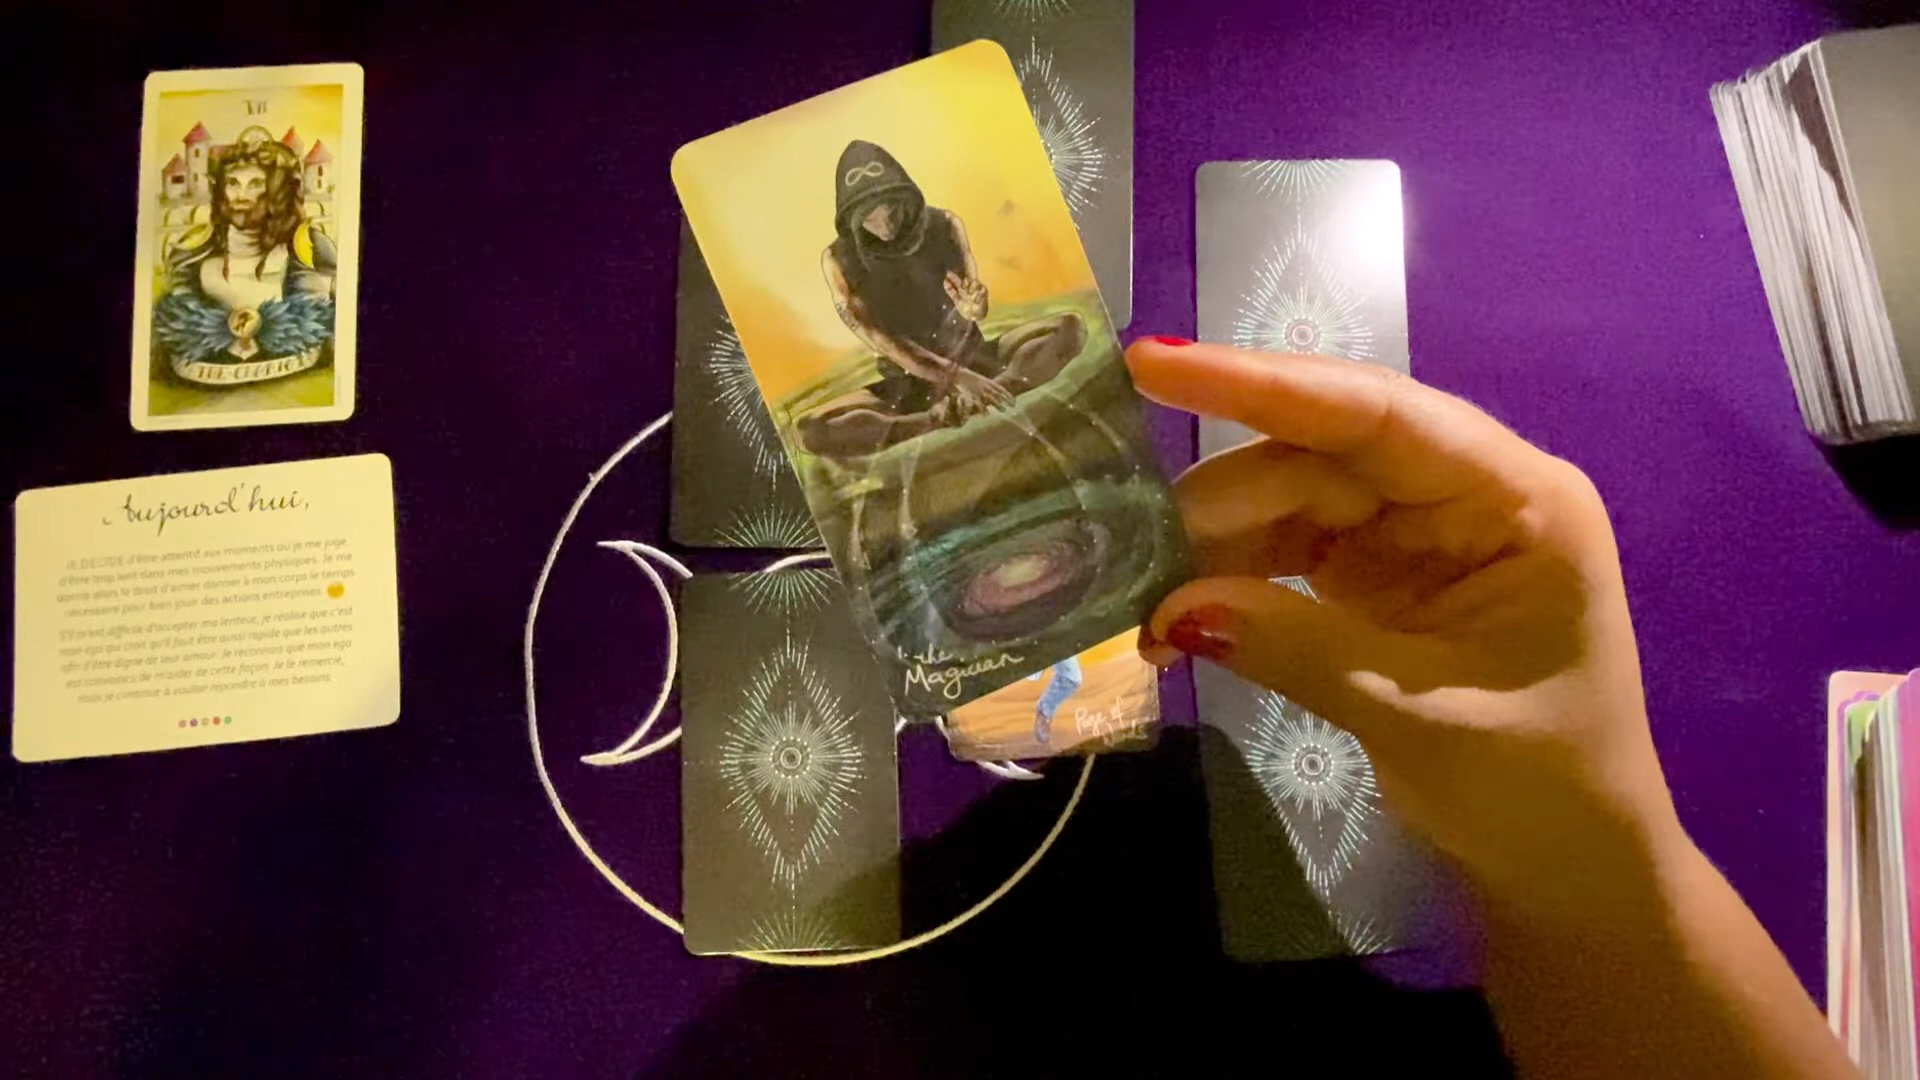 VII
THE CHARIOT
Aujourd'hui,
JE DÉCIDE d'être attentif aux moments où je me juge
d'être trop lent dans mes mouvements physiques. Je me
donne alors le droit d'aimer donner à mon corps le temps
nécessaire pour bien jouir des actions entreprises.
S'il m'est difficile d'accepter ma lenteur, je réalise que c'est
mon ego qui croit qu'il faut être aussi rapide que les autres
afin d'être digne de leur amour. Je reconnais que mon ego
est convaincu de m'aider de cette façon. Je le remercie,
mais je continue à vouloir répondre à mes besoins.
the
Magician
Page of